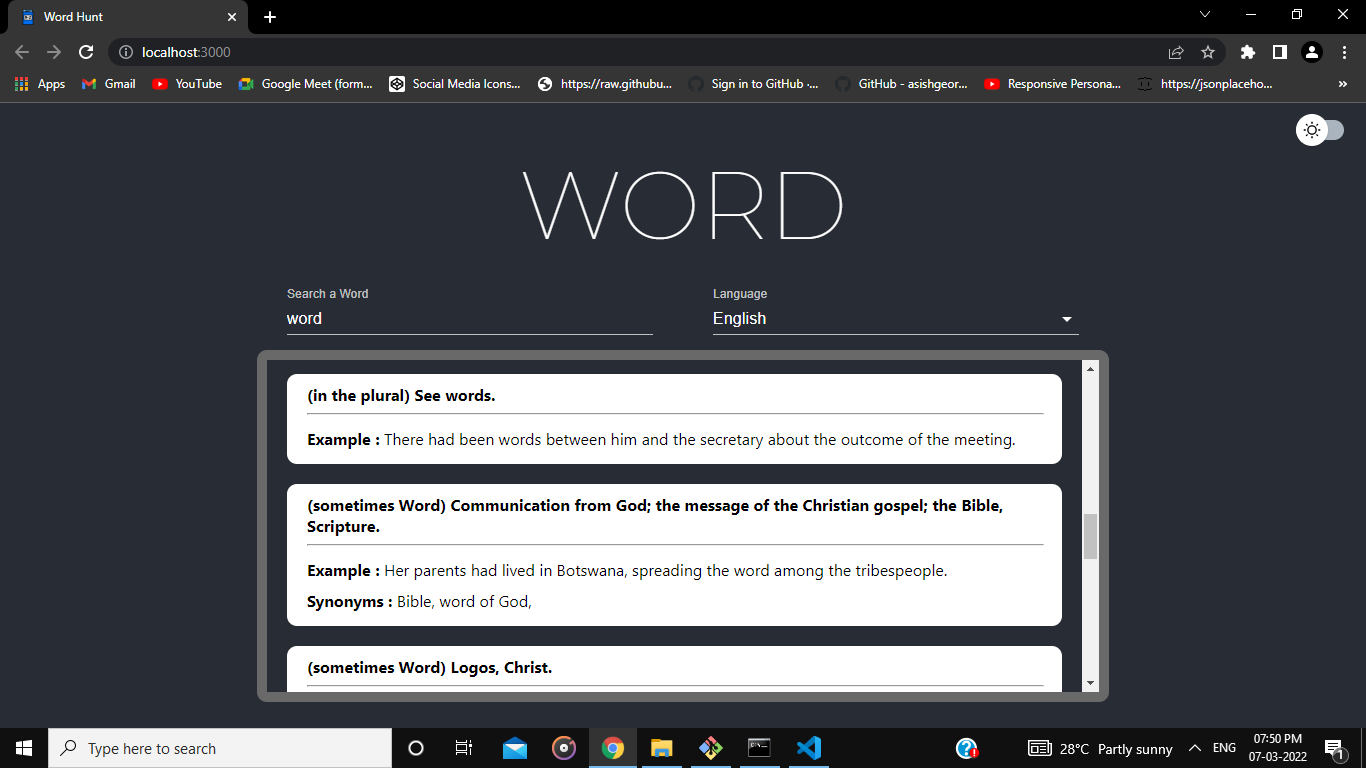 Word Hunt
localhost:3000
Apps Gmail YouTube Google Meet (form... Social Media Icons... https://raw.githubu... Sign in to GitHub ·... GitHub - asishgeor... Responsive Persona... https://jsonplaceho... »
WORD
Search a Word Language
word English
(in the plural) See words.
Example : There had been words between him and the secretary about the outcome of the meeting.
(sometimes Word) Communication from God; the message of the Christian gospel; the Bible,
Scripture.
Example : Her parents had lived in Botswana, spreading the word among the tribespeople.
Synonyms : Bible, word of God,
(sometimes Word) Logos, Christ.
Type here to search 28°C Partly sunny ENG 07:50 PM
07-03-2022 1